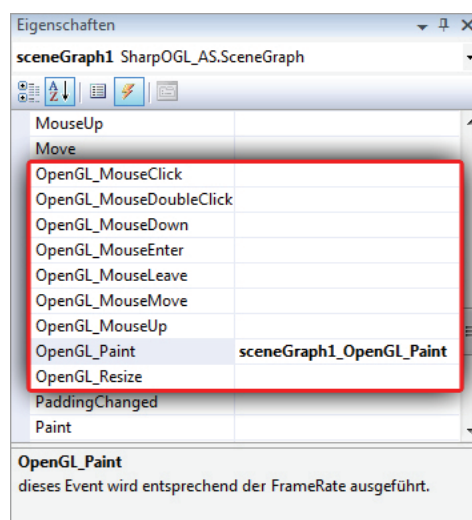 Eigenschaften
sceneGraph1 SharpOGL_AS.SceneGraph
MouseUp
Move
OpenGL_MouseClick
OpenGL_MouseDoubleClick
OpenGL_MouseDown
OpenGL_MouseEnter
OpenGL_MouseLeave
OpenGL_MouseMove
OpenGL_MouseUp
OpenGL_Paint sceneGraph1_OpenGL_Paint
OpenGL_Resize
PaddingChanged
Paint
OpenGL_Paint
dieses Event wird entsprechend der FrameRate ausgeführt.